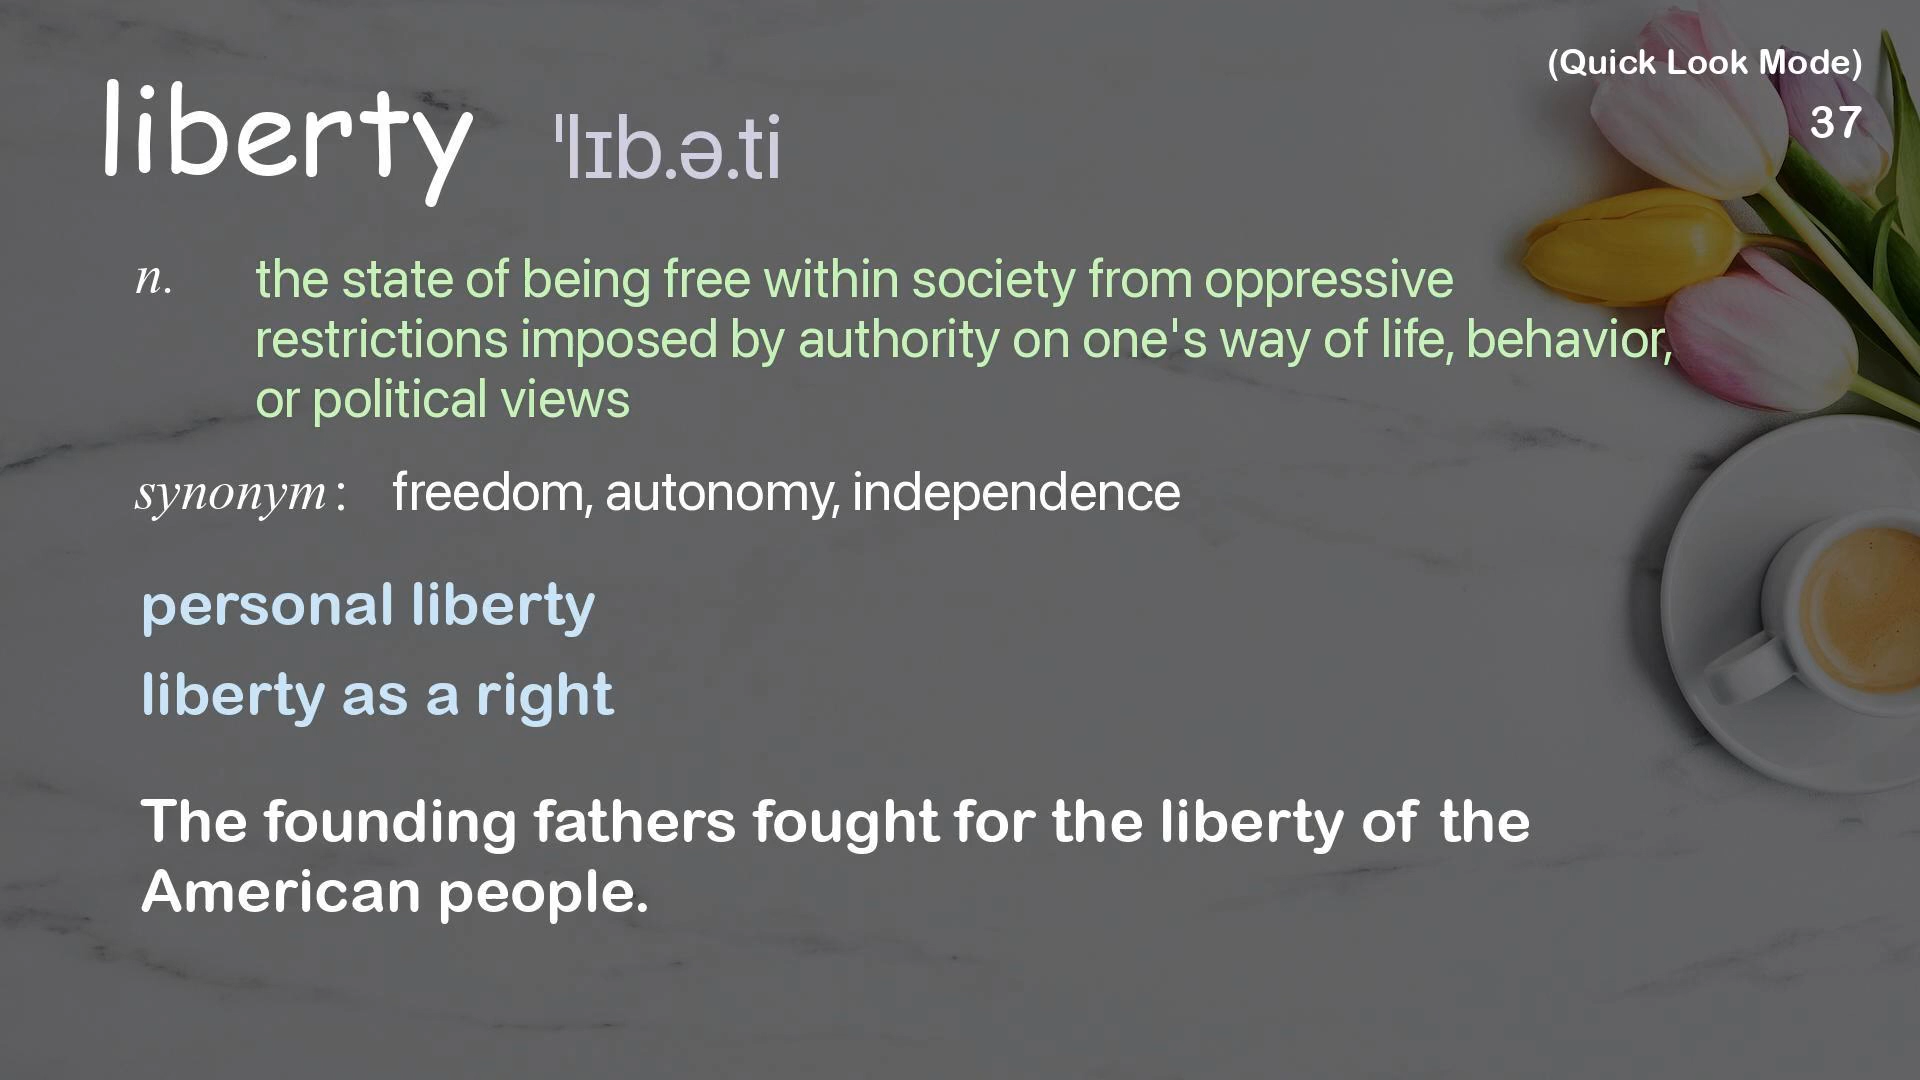 (Quick Look Mode)
37
liberty ˈlɪb.ə.ti
n. the state of being free within society from oppressive
restrictions imposed by authority on one's way of life, behavior,
or political views
synonym: freedom, autonomy, independence
personal liberty
liberty as a right
The founding fathers fought for the liberty of the
American people.